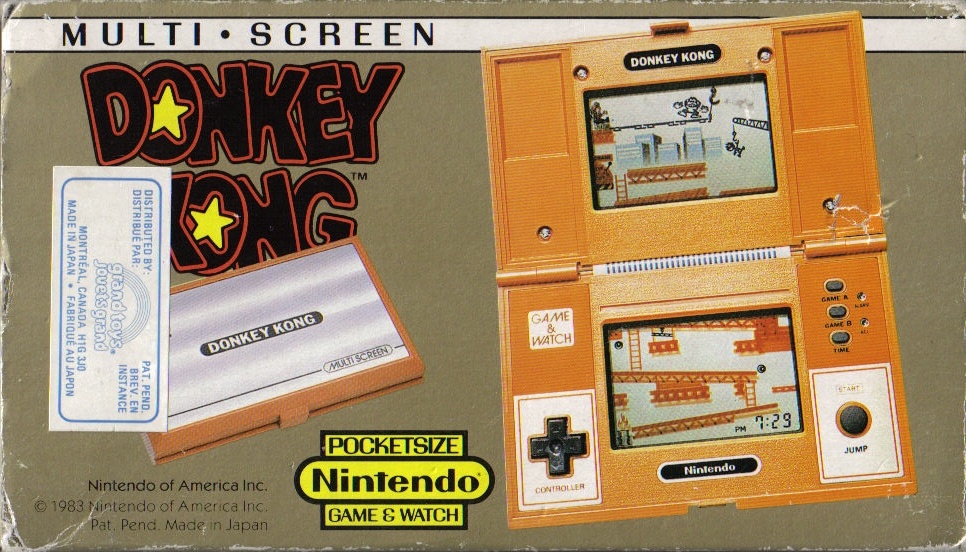 MULTI • SCREEN
DONKEY
KONG™
DONKEY KONG
GAME A
ALARM
GAME B
ACL
TIME
GAME
& WATCH
PM 7:29
Nintendo
CONTROLLER
START
JUMP
DISTRIBUTED BY:
DISTRIBUÉ PAR:
grandtoys®
jouets grand
MONTRÉAL, CANADA H1G 3J0
MADE IN JAPAN • FABRIQUÉ AU JAPON
PAT. PEND.
BREV. EN
INSTANCE
DONKEY KONG
MULTI SCREEN
POCKETSIZE
Nintendo®
GAME & WATCH
Nintendo of America Inc.
© 1983 Nintendo of America Inc.
Pat. Pend. Made in Japan